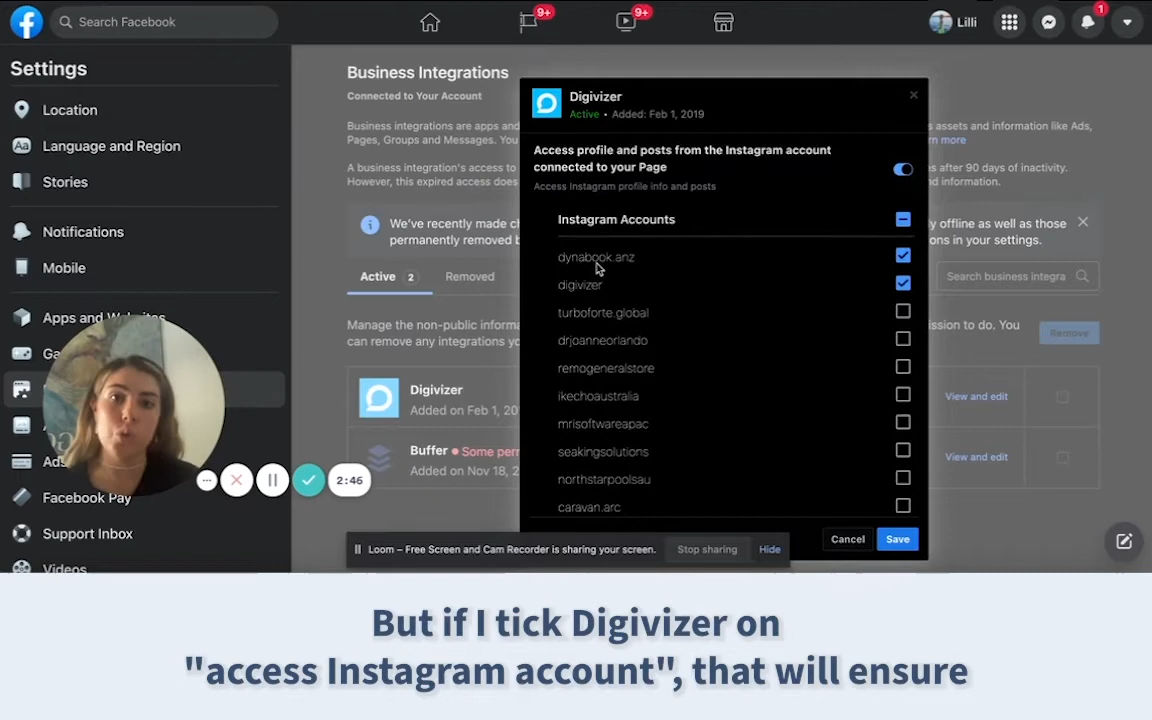 Search Facebook
9+
9+
Lilli
1
Settings
Location
Aa
Language and Region
Stories
Notifications
Mobile
Apps and Websites
Ga
Ads
Facebook Pay
Support Inbox
Videos
Business Integrations
Connected to Your Account
Business integrations are apps and
assets and information like Ads,
Pages, Groups and Messages. You
A business integration's access to
es after 90 days of inactivity.
However, this expired access does
nd information.
We've recently made ch
ly offline as well as those
permanently removed b
ons in your settings.
Active 2
Removed
Search business integra
Manage the non-public informa
ission to do. You
can remove any integrations yo
Remove
Digivizer
Added on Feb 1, 20
View and edit
Buffer
Some perm
Added on Nov 18, 2
View and edit
Digivizer
Active • Added: Feb 1, 2019
Access profile and posts from the Instagram account
connected to your Page
Access Instagram profile info and posts
Instagram Accounts
dynabook.anz
digivizer
turboforte.global
drjoanneorlando
remogeneralstore
ikechoaustralia
mrisoftwareapac
seakingsolutions
northstarpoolsau
caravan.arc
Cancel
Save
2:46
Loom – Free Screen and Cam Recorder is sharing your screen.
Stop sharing
Hide
But if I tick Digivizer on
"access Instagram account", that will ensure